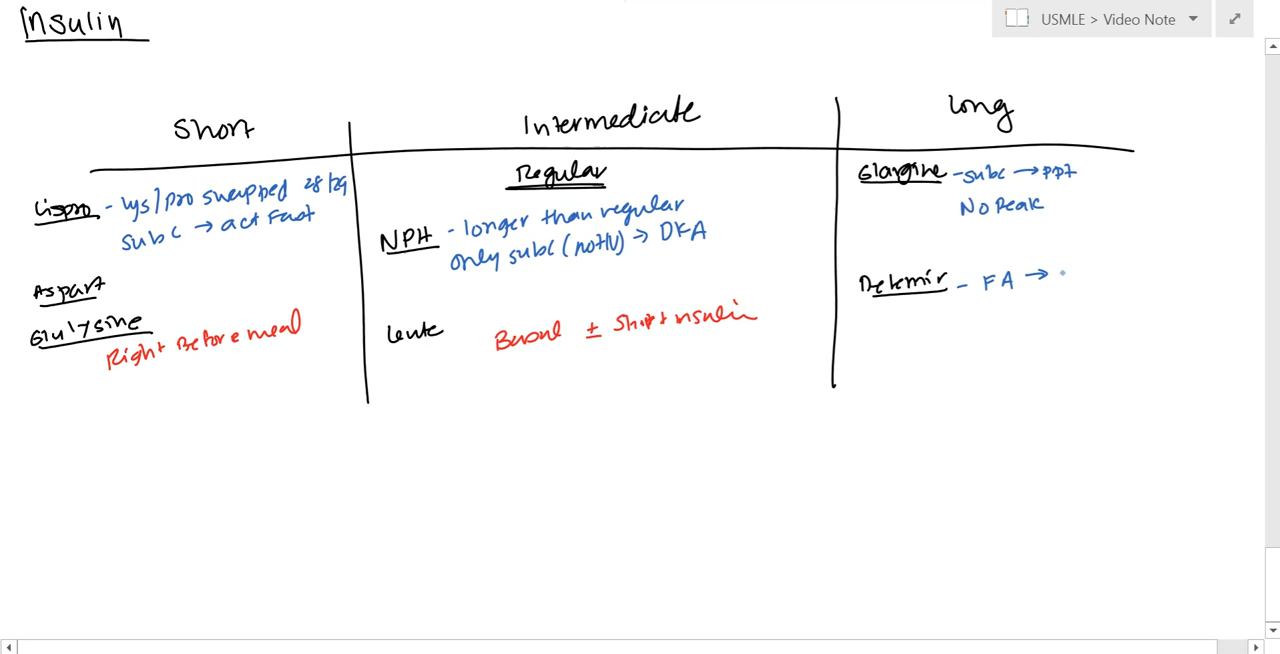 Insulin
USMLE > Video Note
Short
Intermediate
Long
Lispro - lys/pro swapped 28/29
subc → act Fast
Aspart
Glulysine
Right Before meal
Regular
NPH - longer than regular
only subc (not IV) → DKA
Lente
Basal ± Short insulin
Glargine - subc → ppt
No Peak
Detemir - FA →